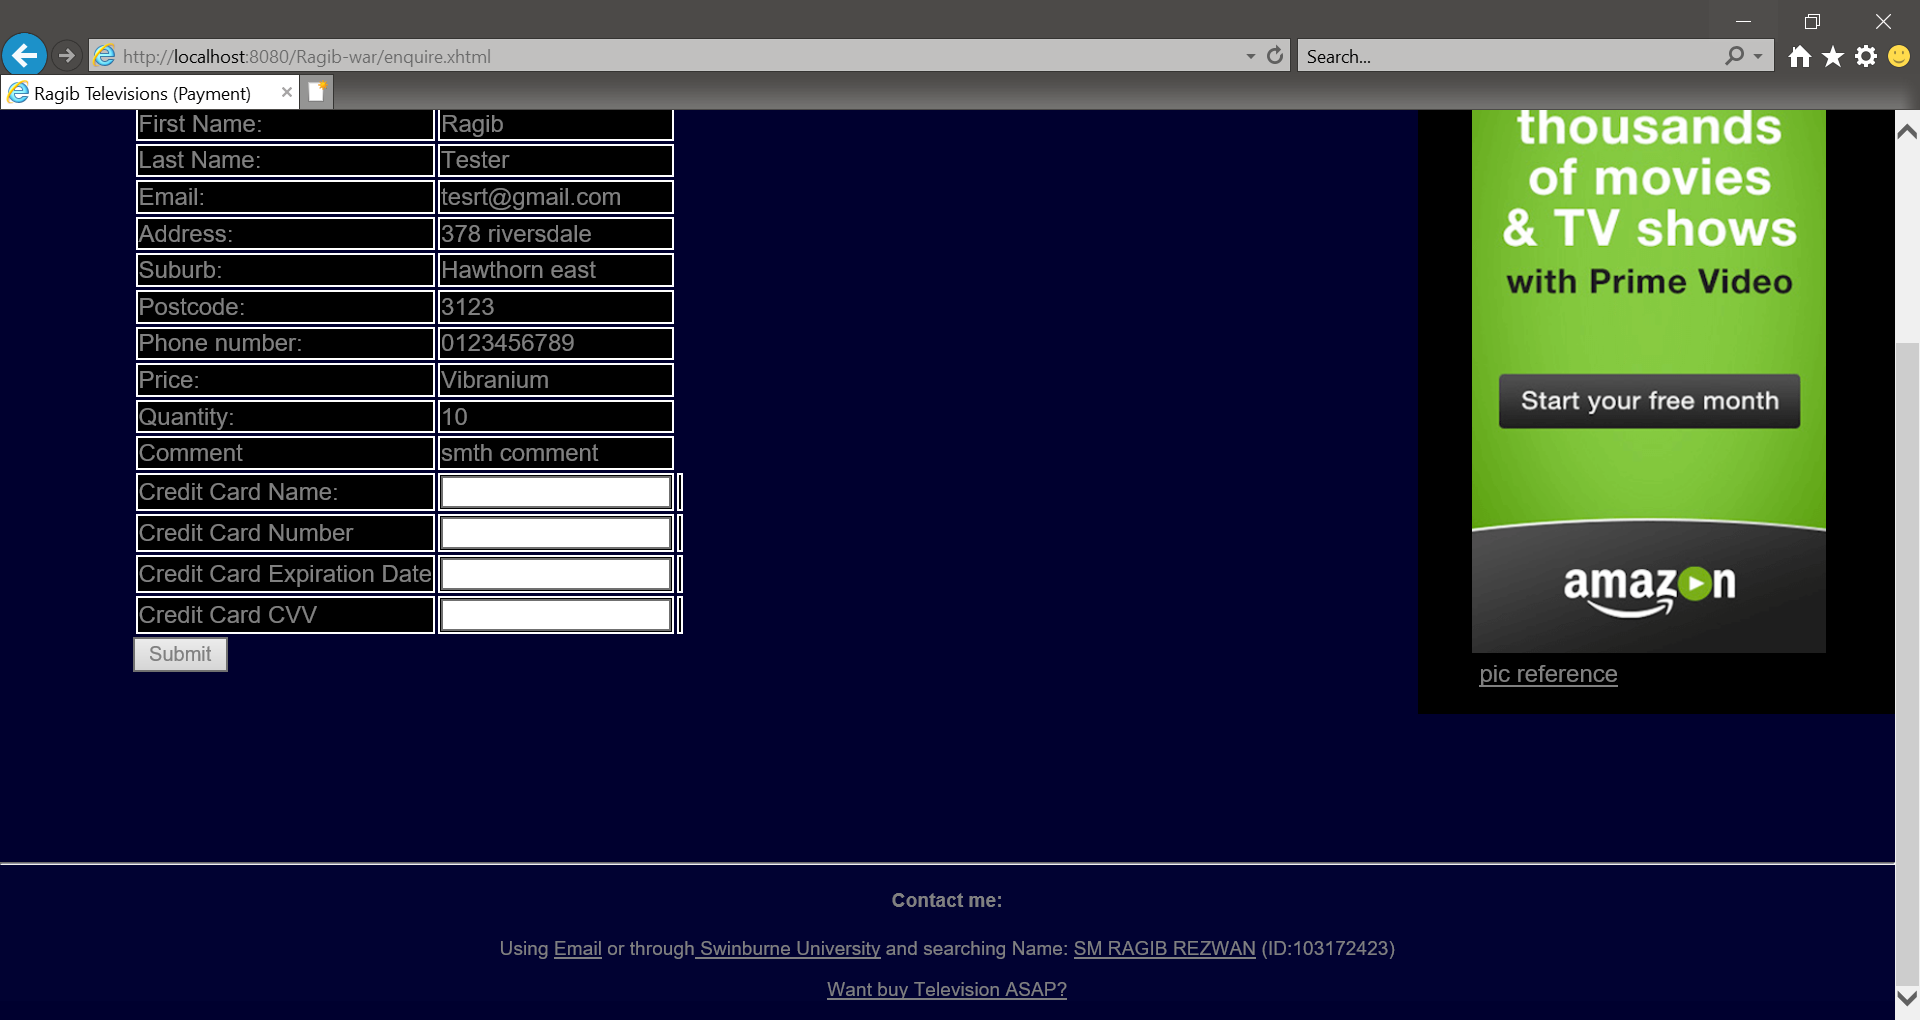 http://localhost:8080/Ragib-war/enquire.xhtml
Search...
Ragib Televisions (Payment)
First Name: Ragib
Last Name: Tester
Email: tesrt@gmail.com
Address: 378 riversdale
Suburb: Hawthorn east
Postcode: 3123
Phone number: 0123456789
Price: Vibranium
Quantity: 10
Comment smth comment
Credit Card Name:
Credit Card Number
Credit Card Expiration Date
Credit Card CVV
Submit
thousands
of movies
& TV shows
with Prime Video
Start your free month
amazon
pic reference
Contact me:
Using Email or through Swinburne University and searching Name: SM RAGIB REZWAN (ID:103172423)
Want buy Television ASAP?